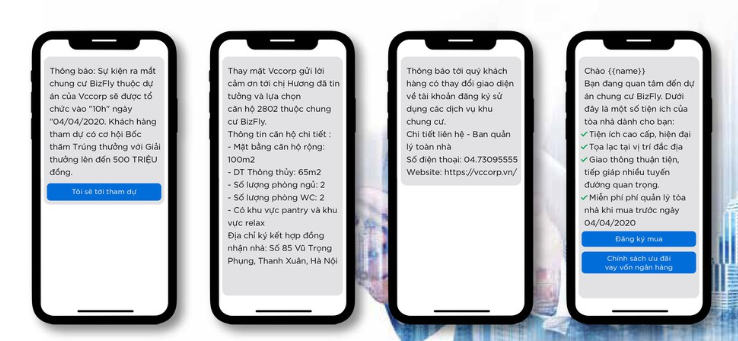 Thông báo: Sự kiện ra mắt
chung cư BizFly thuộc dự
án của Vccorp sẽ được tổ
chức vào "10h" ngày
"04/04/2020. Khách hàng
tham dự có cơ hội Bốc
thăm Trúng thưởng với Giải
thưởng lên đến 500 TRIỆU
đồng.
Tôi sẽ tới tham dự
Thay mặt Vccorp gửi lời
cảm ơn tới chị Hương đã tin
tưởng và lựa chọn
căn hộ 2802 thuộc chung
cư BizFly.
Thông tin căn hộ chi tiết :
- Mặt bằng căn hộ rộng:
100m2
- DT Thông thủy: 65m2
- Số lượng phòng ngủ: 2
- Số lượng phòng WC: 2
- Có khu vực pantry và khu
vực relax
Địa chỉ ký kết hợp đồng
nhận nhà: Số 85 Vũ Trọng
Phụng, Thanh Xuân, Hà Nội
Thông báo tới quý khách
hàng có thay đổi giao diện
về tài khoản đăng ký sử
dụng các dịch vụ khu
chung cư.
Chi tiết liên hệ - Ban quản
lý toàn nhà
Số điện thoại: 04.73095555
Website: https://vccorp.vn/
Chào {{name}}
Bạn đang quan tâm đến dự
án chung cư BizFly. Dưới
đây là một số tiện ích của
tòa nhà dành cho bạn:
✓Tiện ích cao cấp, hiện đại
✓Tọa lạc tại vị trí đắc địa
✓Giao thông thuận tiện,
tiếp giáp nhiều tuyến
đường quan trọng.
✓Miễn phí phí quản lý tòa
nhà khi mua trước ngày
04/04/2020
Đăng ký mua
Chính sách ưu đãi
vay vốn ngân hàng